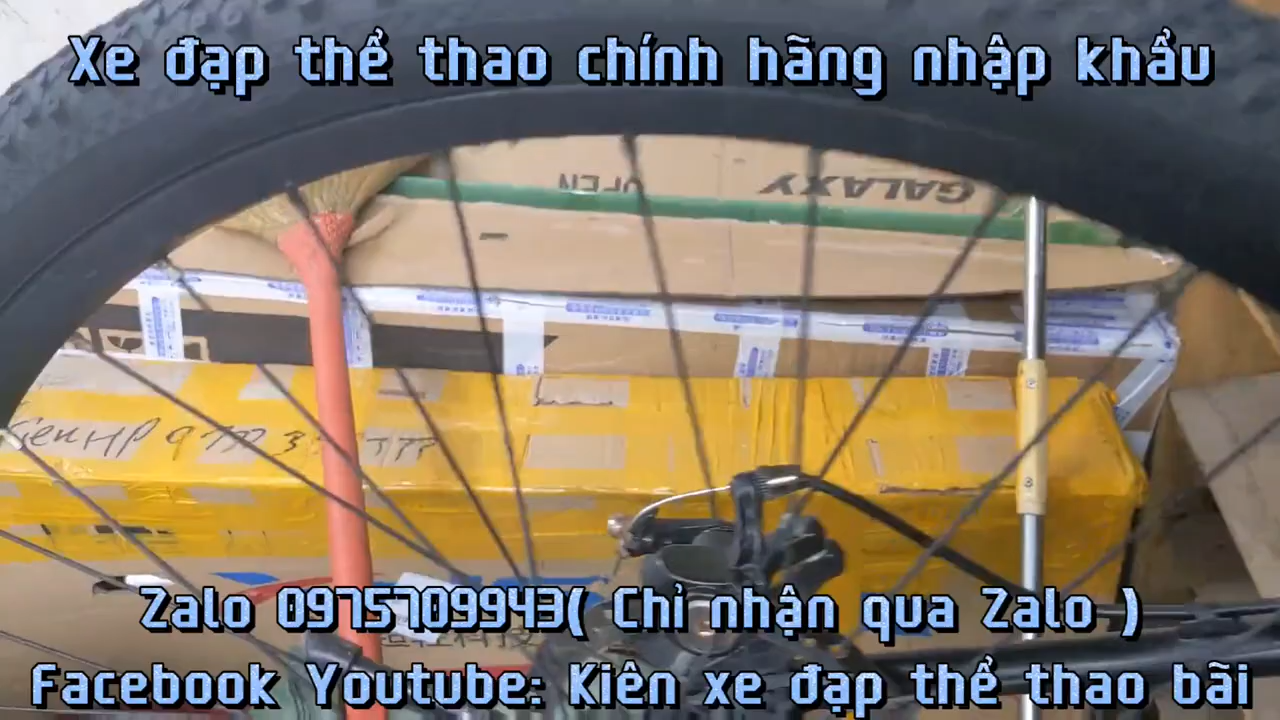 Xe đạp thể thao chính hãng nhập khẩu
OPEN
GALAXY
Zalo 0975709943( Chỉ nhận qua Zalo )
Facebook Youtube: Kiên xe đạp thể thao bãi